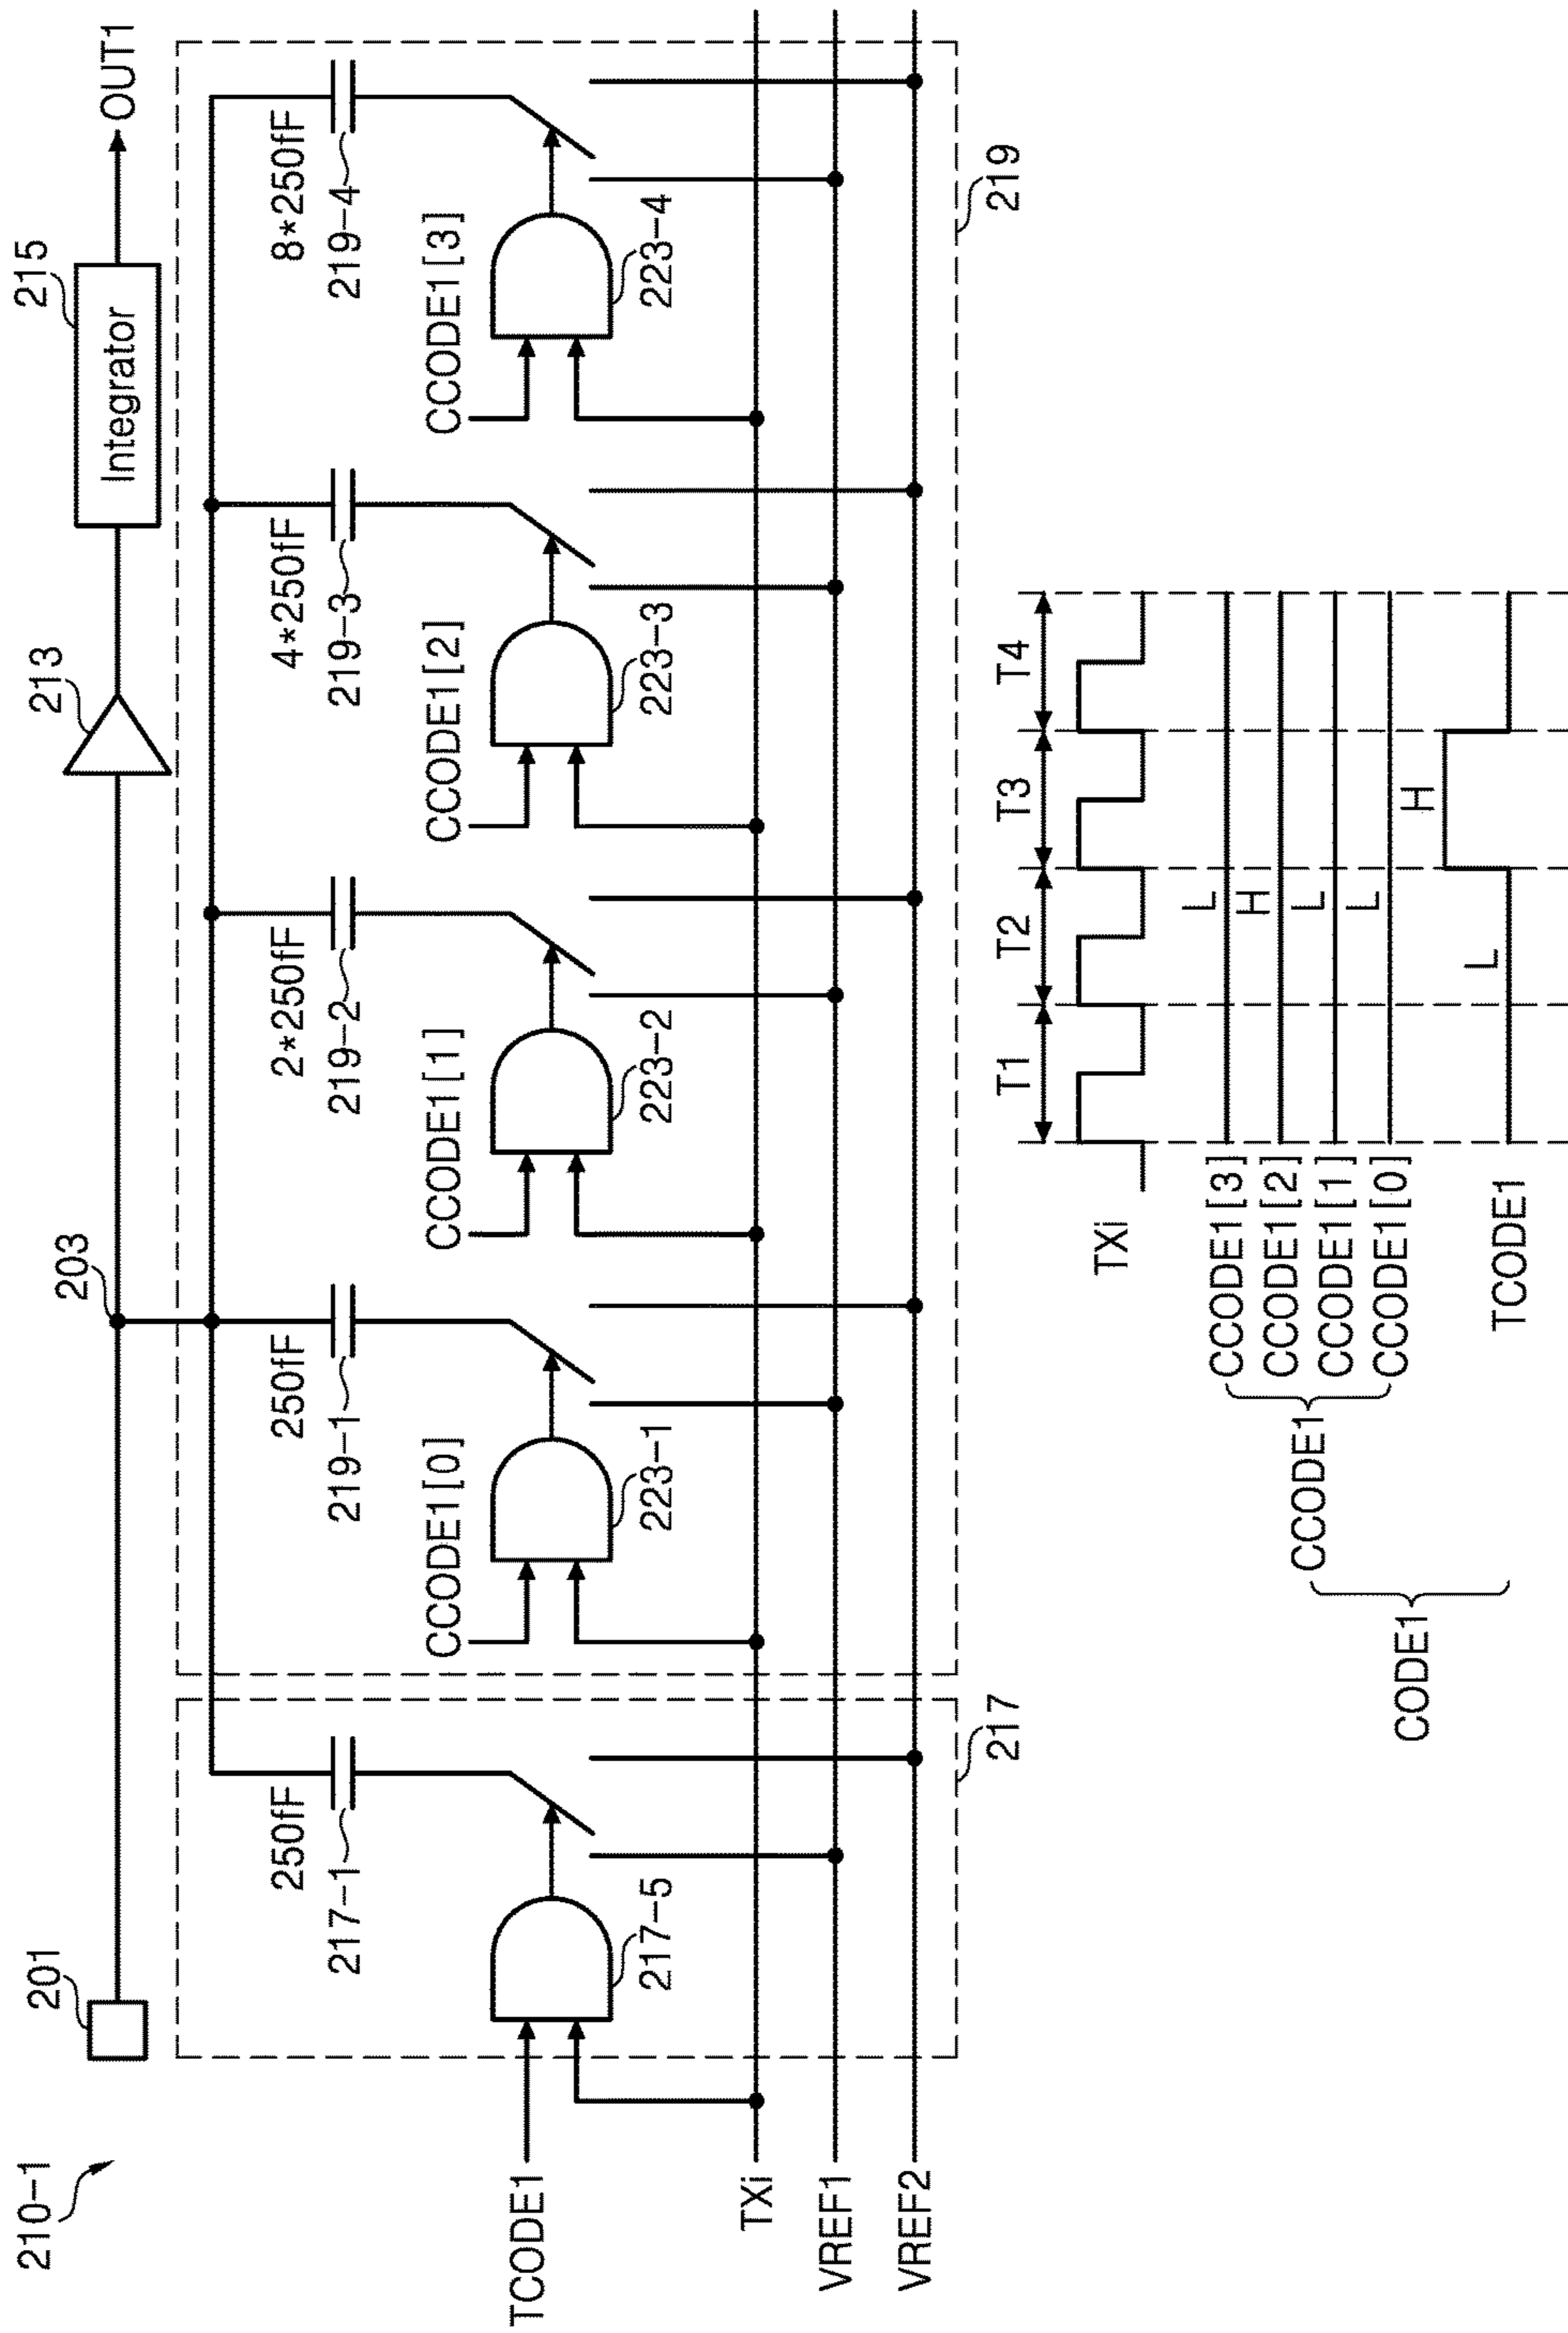 210-1
201
203
213
215
Integrator
OUT1
250fF
217-1
250fF
219-1
2*250fF
219-2
4*250fF
219-3
8*250fF
219-4
TCODE1
CCODE1[0]
CCODE1[1]
CCODE1[2]
CCODE1[3]
217-5
223-1
223-2
223-3
223-4
TXi
VREF1
VREF2
217
219
T1
T2
T3
T4
TXi
CCODE1[3]
L
CCODE1[2]
H
CCODE1[1]
L
CCODE1[0]
L
CCODE1
CODE1
TCODE1
L
H